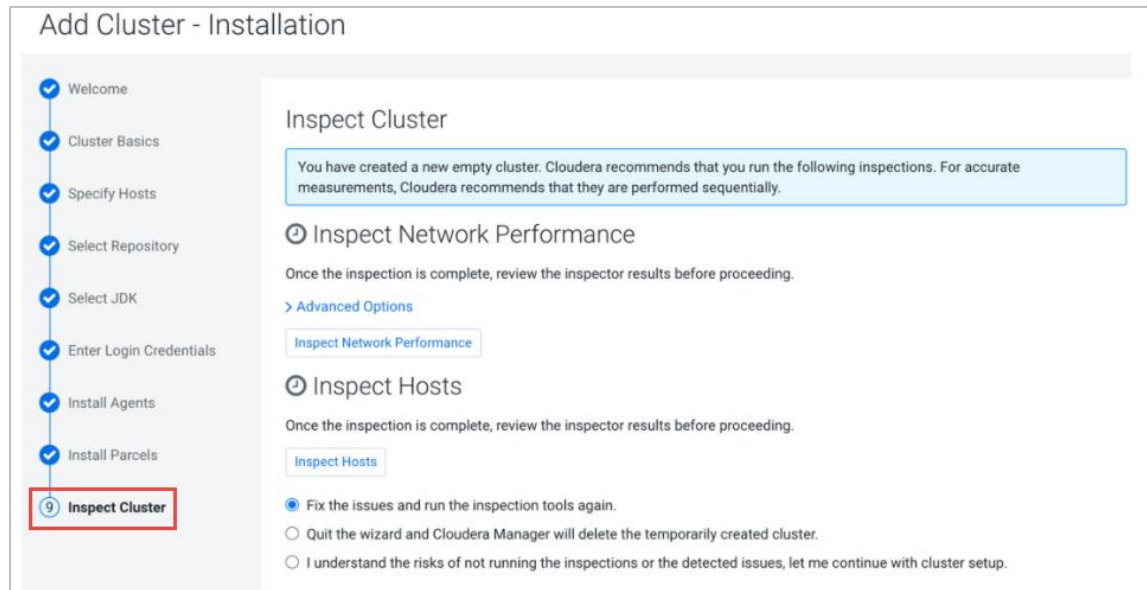 Add Cluster - Installation
Welcome
Cluster Basics
Specify Hosts
Select Repository
Select JDK
Enter Login Credentials
Install Agents
Install Parcels
9 Inspect Cluster
Inspect Cluster
You have created a new empty cluster. Cloudera recommends that you run the following inspections. For accurate
measurements, Cloudera recommends that they are performed sequentially.
Inspect Network Performance
Once the inspection is complete, review the inspector results before proceeding.
> Advanced Options
Inspect Network Performance
Inspect Hosts
Once the inspection is complete, review the inspector results before proceeding.
Inspect Hosts
Fix the issues and run the inspection tools again.
Quit the wizard and Cloudera Manager will delete the temporarily created cluster.
I understand the risks of not running the inspections or the detected issues, let me continue with cluster setup.